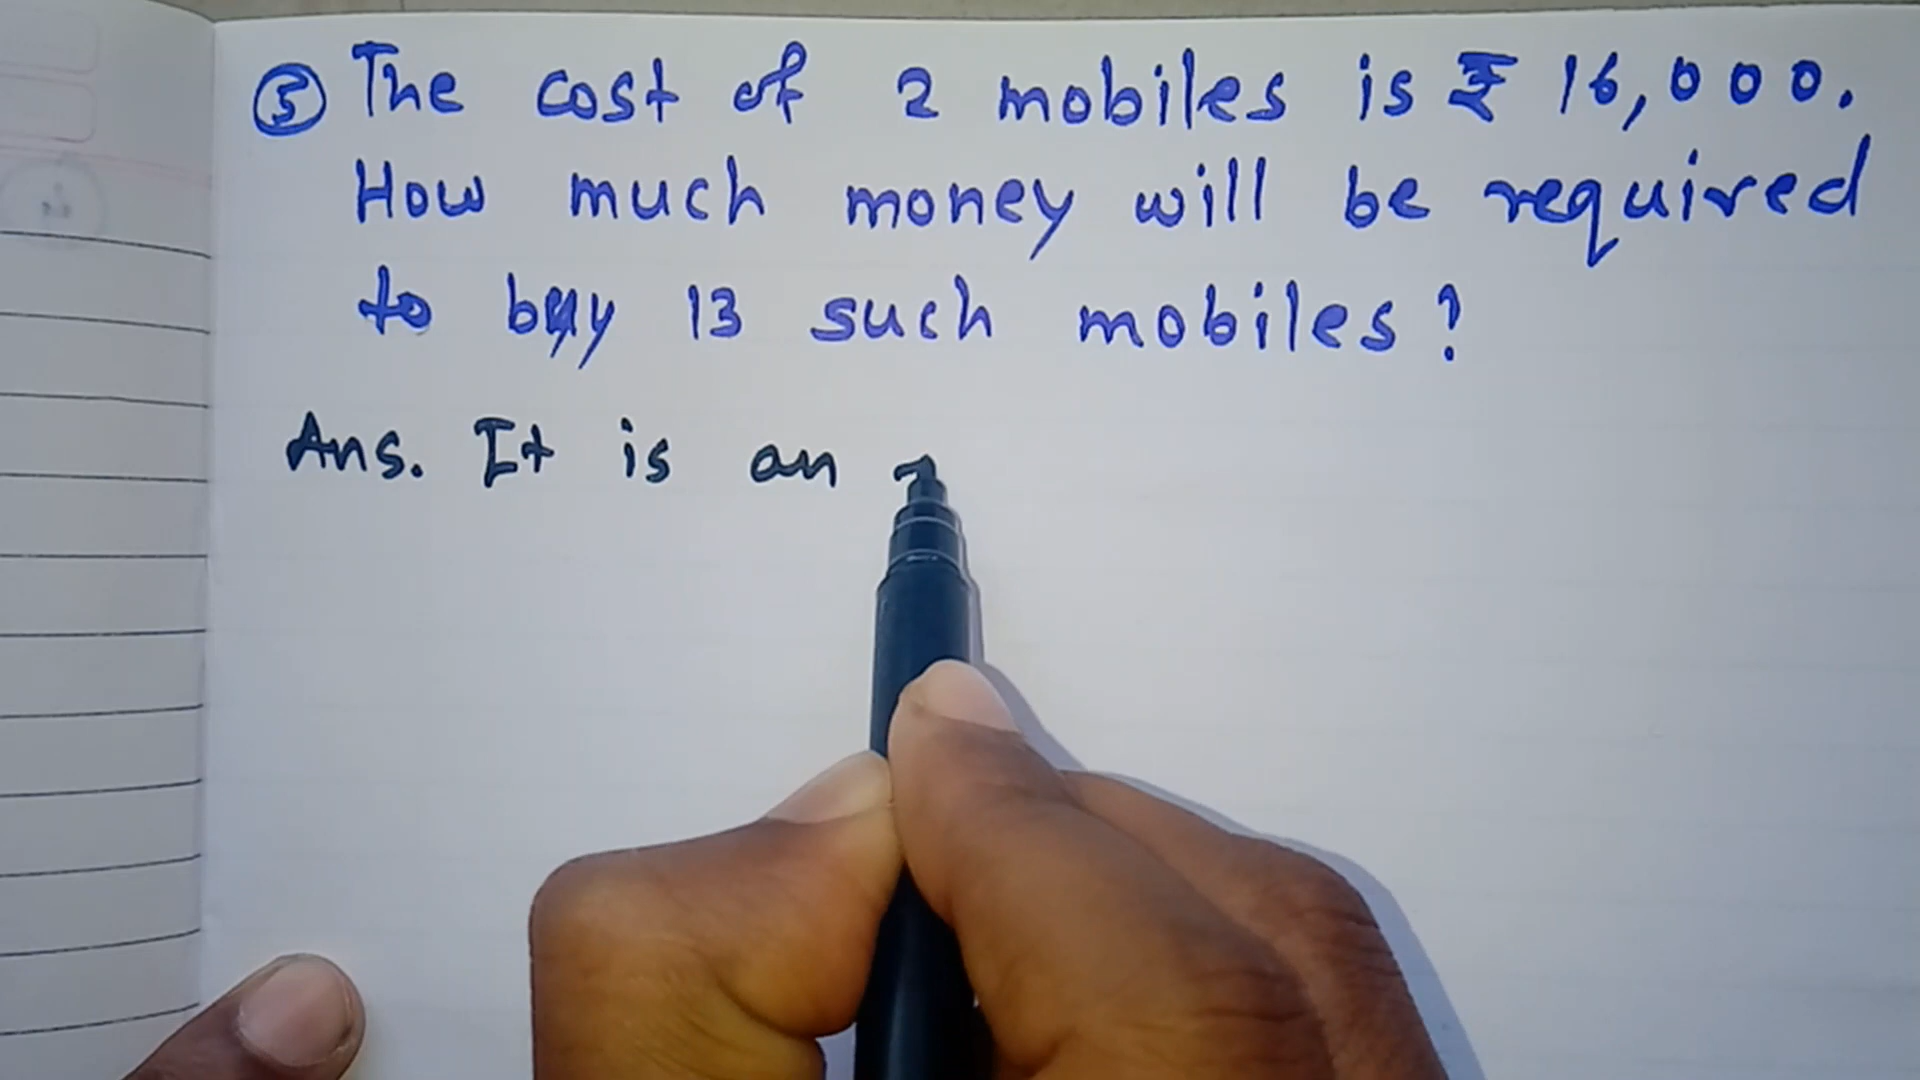 ⑤ The cost of 2 mobiles is ₹ 16,000.
How much money will be required
to buy 13 such mobiles?
Ans. It is an